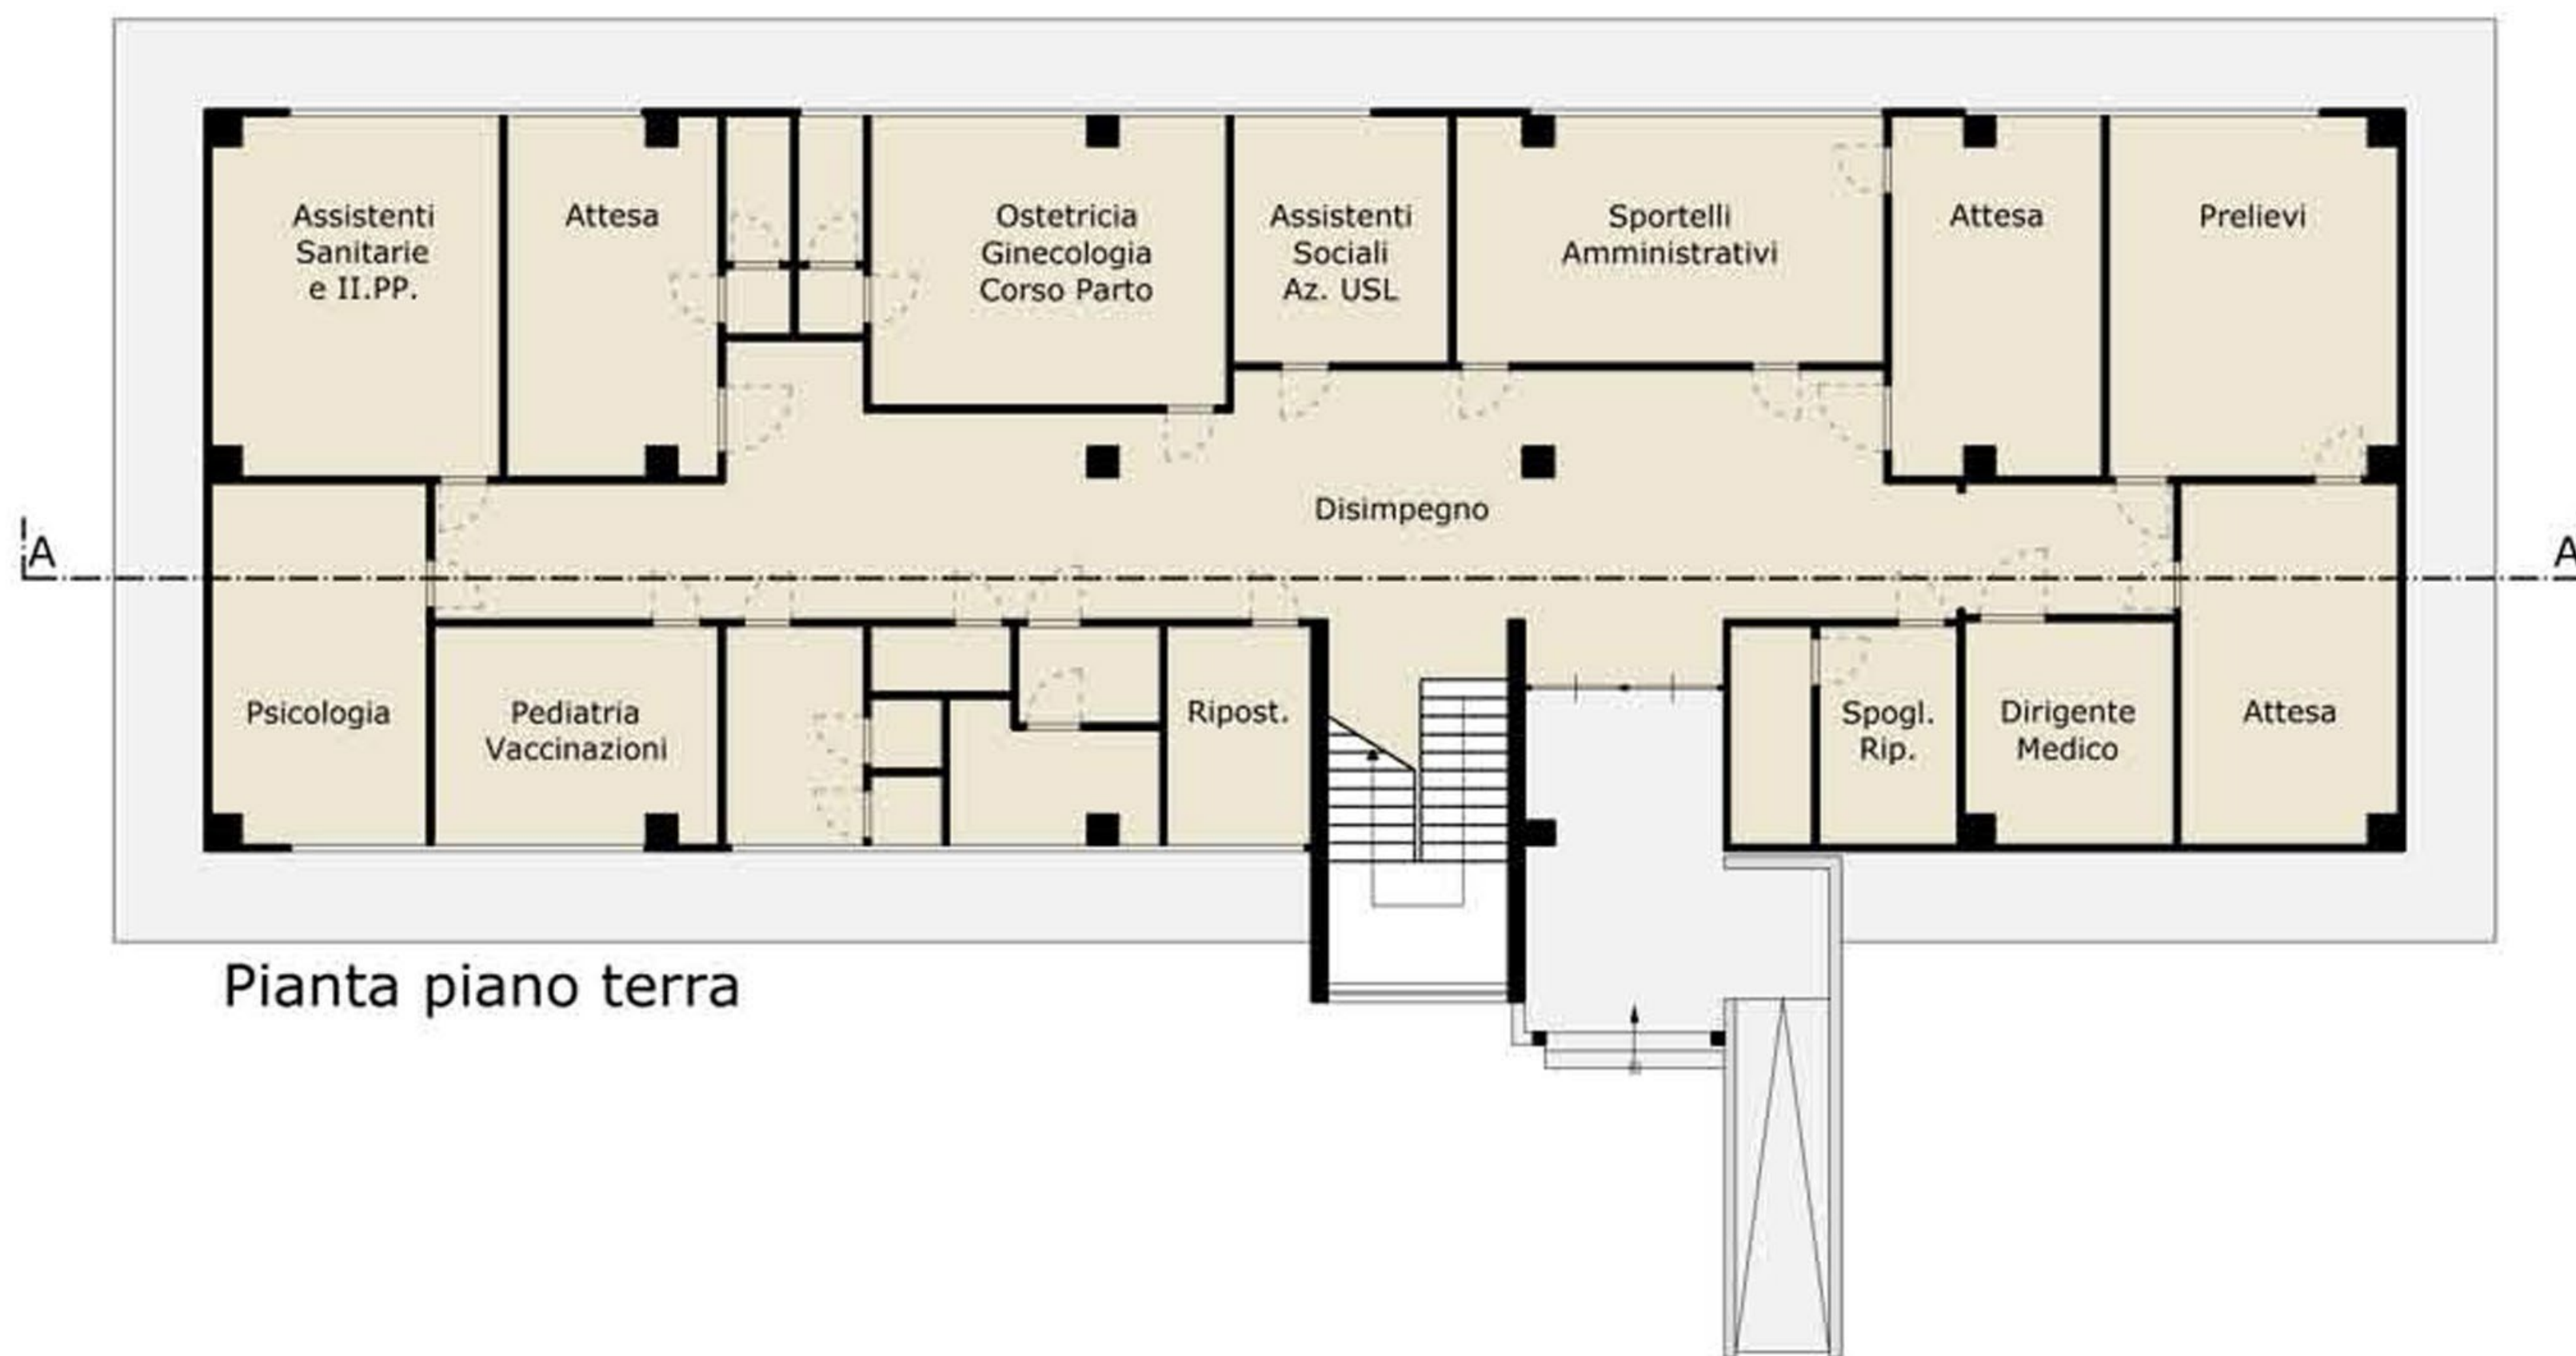 Assistenti
Sanitarie
e II.PP.
Attesa
Ostetricia
Ginecologia
Corso Parto
Assistenti
Sociali
Az. USL
Sportelli
Amministrativi
Attesa
Prelievi
Disimpegno
A
A
Psicologia
Pediatria
Vaccinazioni
Ripost.
Spogl.
Rip.
Dirigente
Medico
Attesa
Pianta piano terra